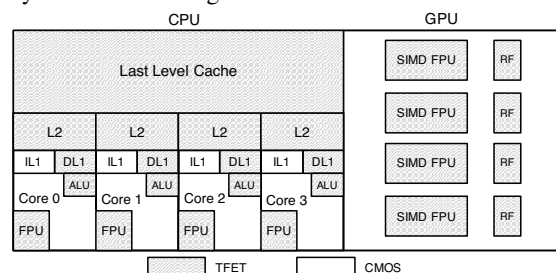 CPU GPU
Last Level Cache
SIMD FPU RF
SIMD FPU RF
L2 L2 L2 L2
IL1 DL1 IL1 DL1 IL1 DL1 IL1 DL1
SIMD FPU RF
ALU ALU ALU ALU
Core 0 Core 1 Core 2 Core 3
SIMD FPU RF
FPU FPU FPU FPU
TFET CMOS